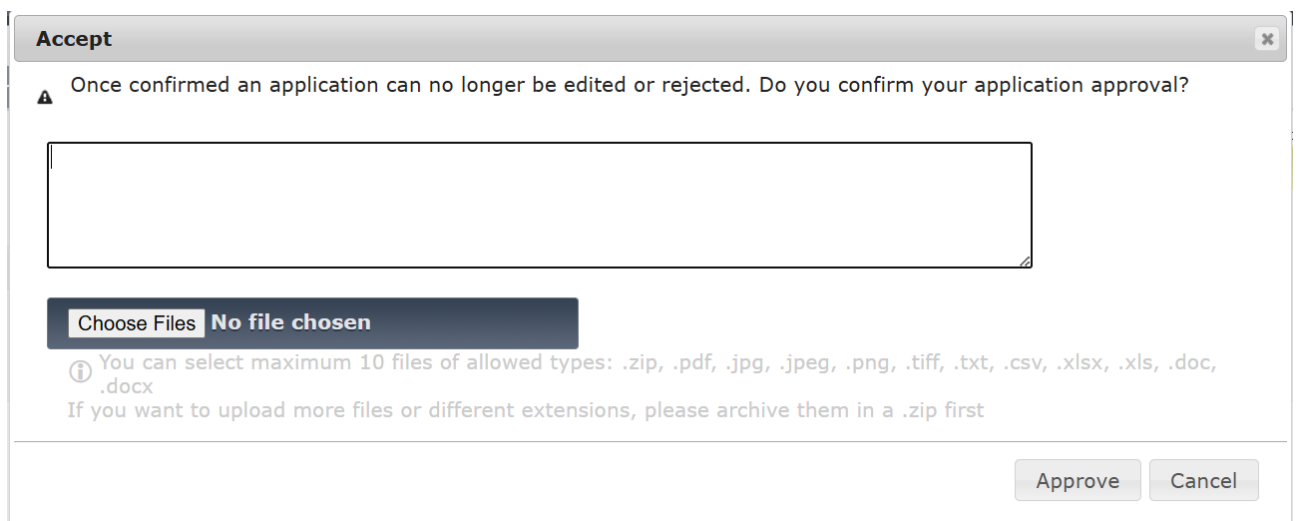 Accept
Once confirmed an application can no longer be edited or rejected. Do you confirm your application approval?
Choose Files No file chosen
You can select maximum 10 files of allowed types: .zip, .pdf, .jpg, .jpeg, .png, .tiff, .txt, .csv, .xlsx, .xls, .doc,
.docx
If you want to upload more files or different extensions, please archive them in a .zip first
Approve Cancel